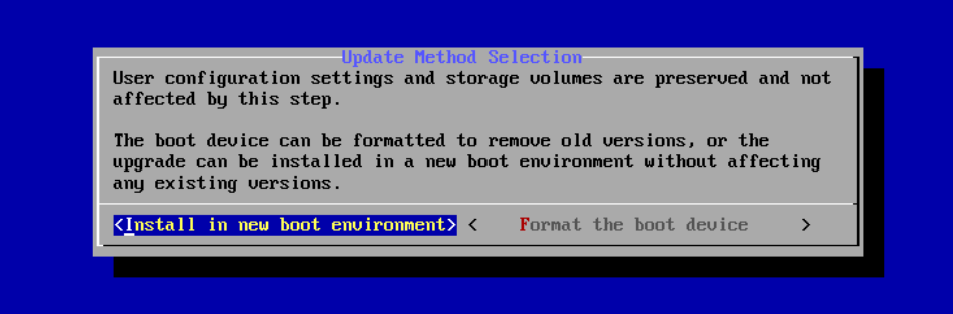 Update Method Selection
User configuration settings and storage volumes are preserved and not
affected by this step.
The boot device can be formatted to remove old versions, or the
upgrade can be installed in a new boot environment without affecting
any existing versions.
<Install in new boot environment> < Format the boot device >